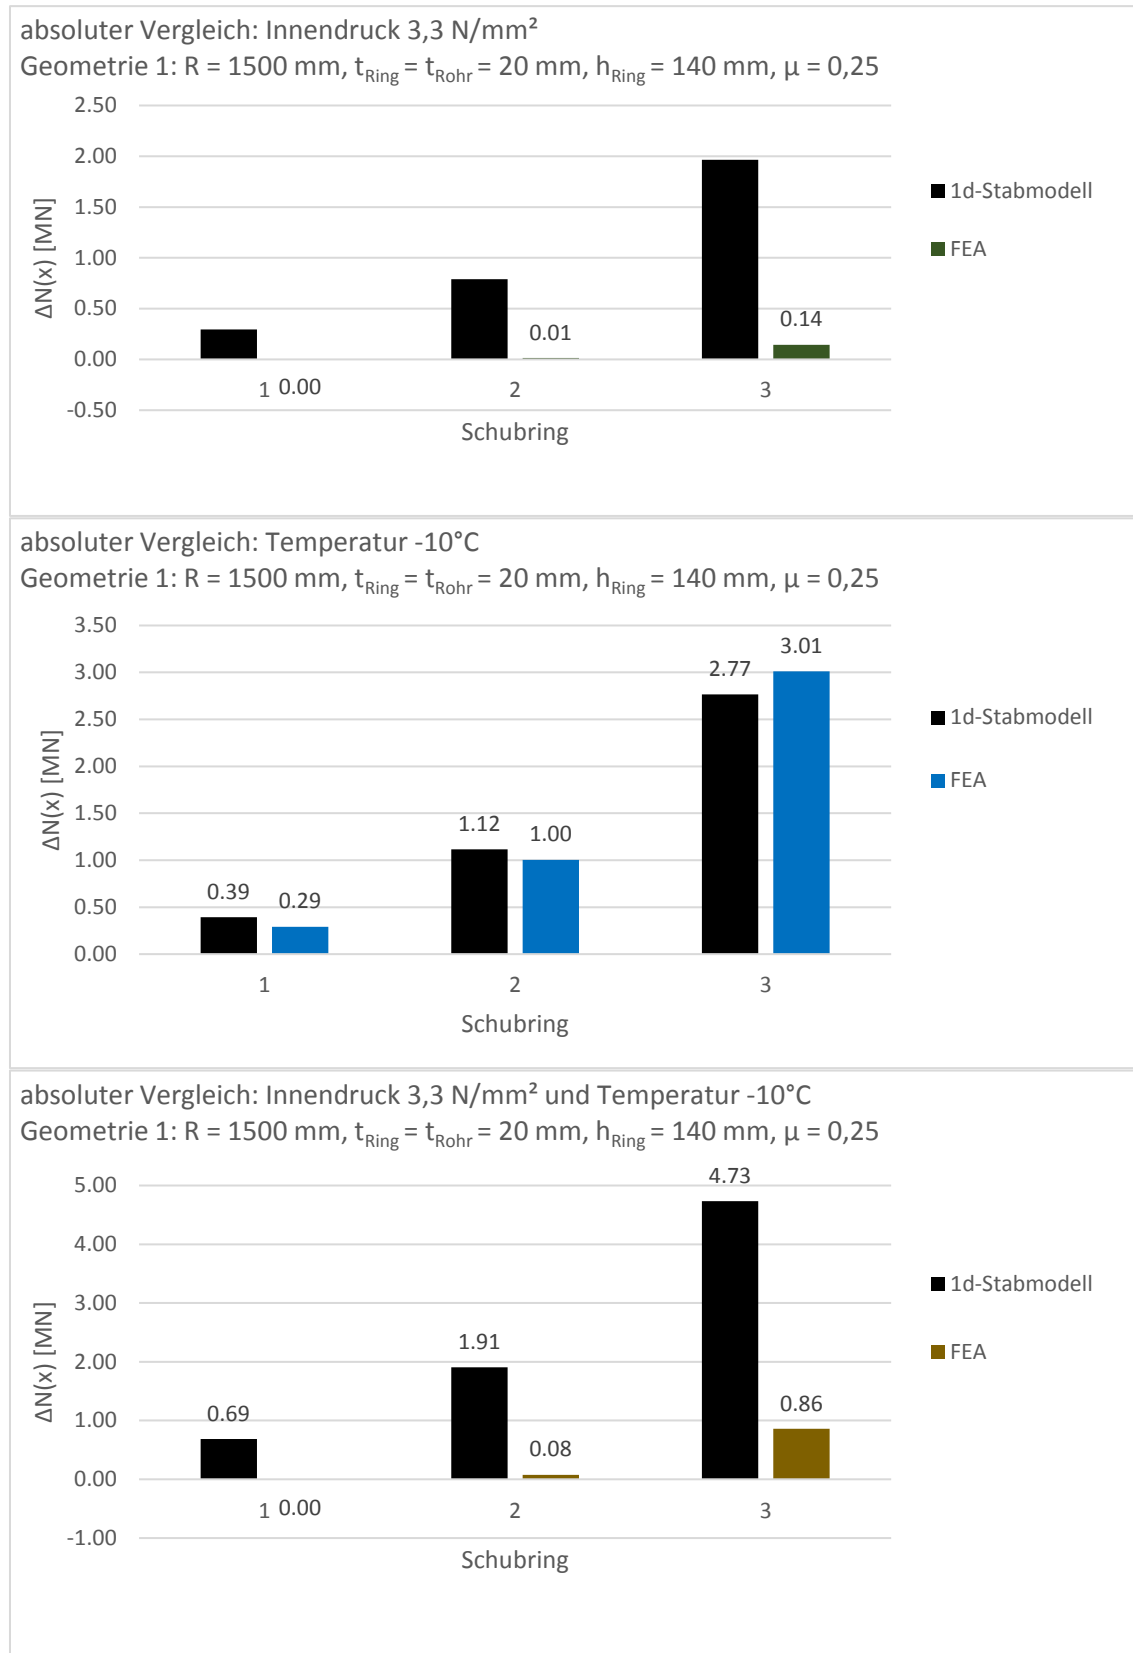 absoluter Vergleich: Innendruck 3,3 N/mm²
Geometrie 1: R = 1500 mm, tRing = tRohr = 20 mm, hRing = 140 mm, µ = 0,25
2.50
2.00
1.50
1.00
0.50
0.00
-0.50
ΔN(x) [MN]
0.01
0.14
1 0.00
2
3
Schubring
1d-Stabmodell
FEA
absoluter Vergleich: Temperatur -10°C
Geometrie 1: R = 1500 mm, tRing = tRohr = 20 mm, hRing = 140 mm, µ = 0,25
3.50
3.00
2.50
2.00
1.50
1.00
0.50
0.00
ΔN(x) [MN]
0.39
0.29
1.12
1.00
2.77
3.01
1
2
3
Schubring
1d-Stabmodell
FEA
absoluter Vergleich: Innendruck 3,3 N/mm² und Temperatur -10°C
Geometrie 1: R = 1500 mm, tRing = tRohr = 20 mm, hRing = 140 mm, µ = 0,25
5.00
4.00
3.00
2.00
1.00
0.00
-1.00
ΔN(x) [MN]
0.69
1.91
0.08
4.73
0.86
1 0.00
2
3
Schubring
1d-Stabmodell
FEA